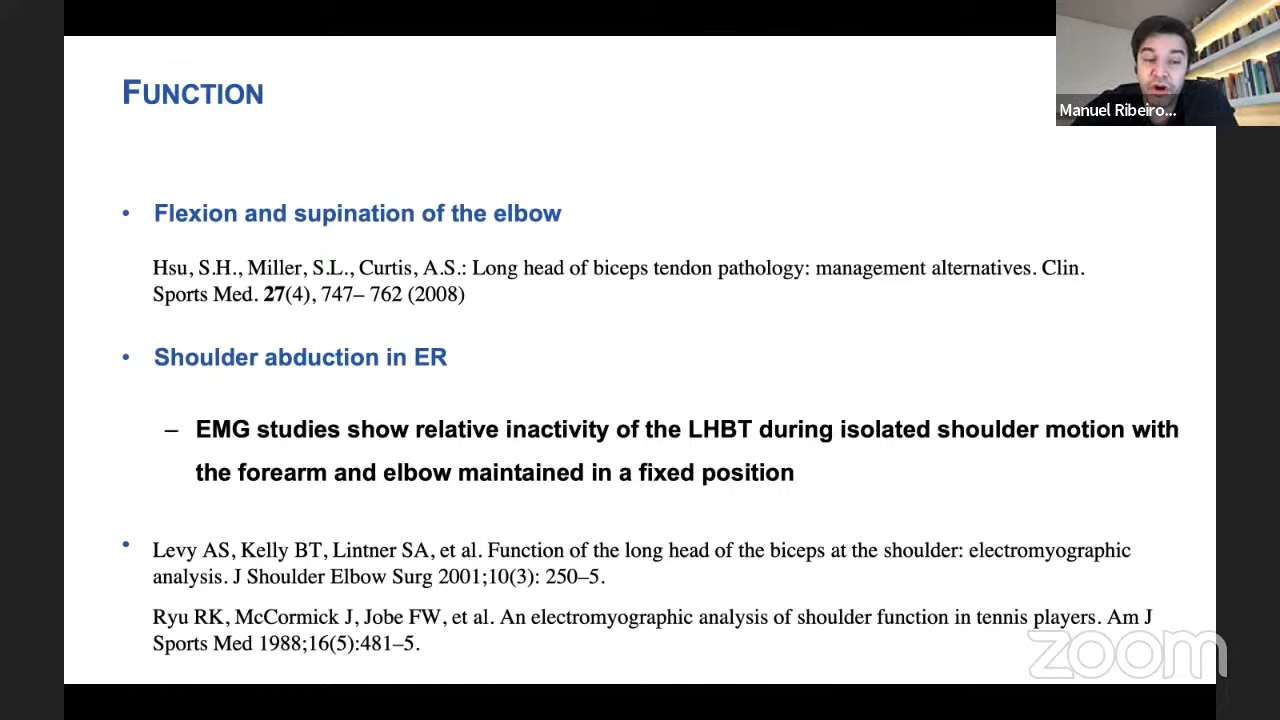 FUNCTION
Manuel Ribeiro...
• Flexion and supination of the elbow
Hsu, S.H., Miller, S.L., Curtis, A.S.: Long head of biceps tendon pathology: management alternatives. Clin.
Sports Med. 27(4), 747– 762 (2008)
• Shoulder abduction in ER
– EMG studies show relative inactivity of the LHBT during isolated shoulder motion with
the forearm and elbow maintained in a fixed position
• Levy AS, Kelly BT, Lintner SA, et al. Function of the long head of the biceps at the shoulder: electromyographic
analysis. J Shoulder Elbow Surg 2001;10(3): 250–5.
Ryu RK, McCormick J, Jobe FW, et al. An electromyographic analysis of shoulder function in tennis players. Am J
Sports Med 1988;16(5):481–5.
zoom